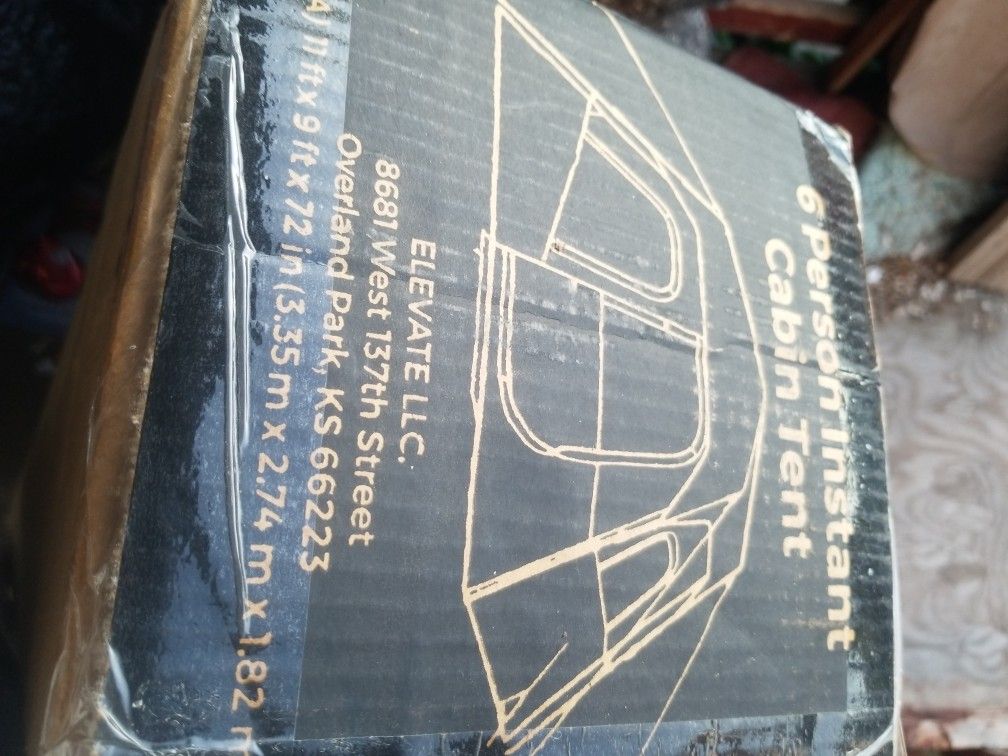 6 Person Instant
Cabin Tent
ELEVATE LLC.
8681 West 137th Street
Overland Park, KS 66223
11 ft x 9 ft x 72 in (3.35 m x 2.74 m x 1.82